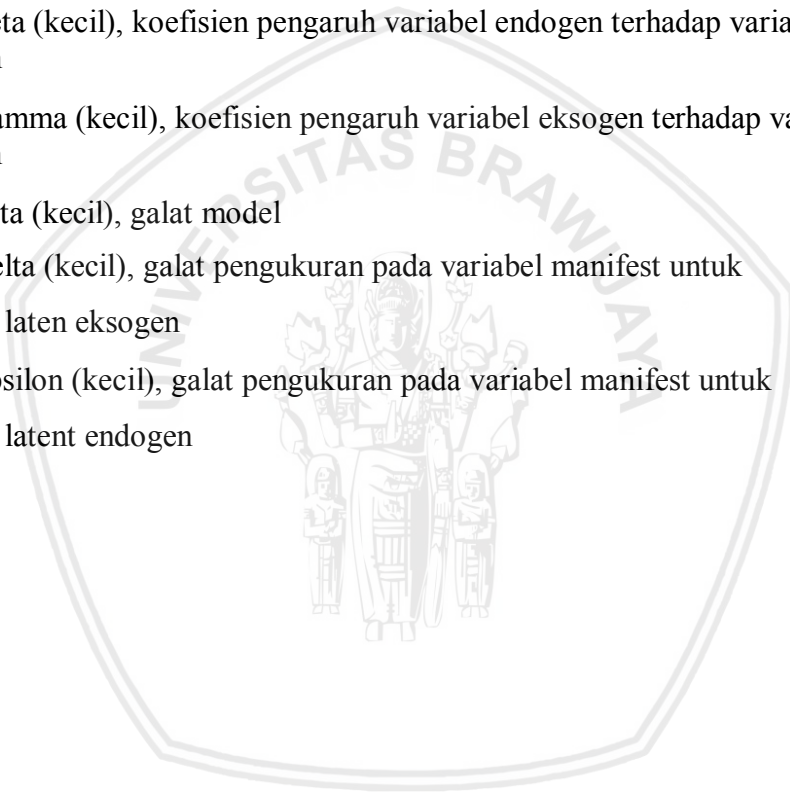 eta (kecil), koefisien pengaruh variabel endogen terhadap varia
amma (kecil), koefisien pengaruh variabel eksogen terhadap va
ta (kecil), galat model
elta (kecil), galat pengukuran pada variabel manifest untuk
laten eksogen
osilon (kecil), galat pengukuran pada variabel manifest untuk
latent endogen
UNIVERSITAS BRAWIJAYA